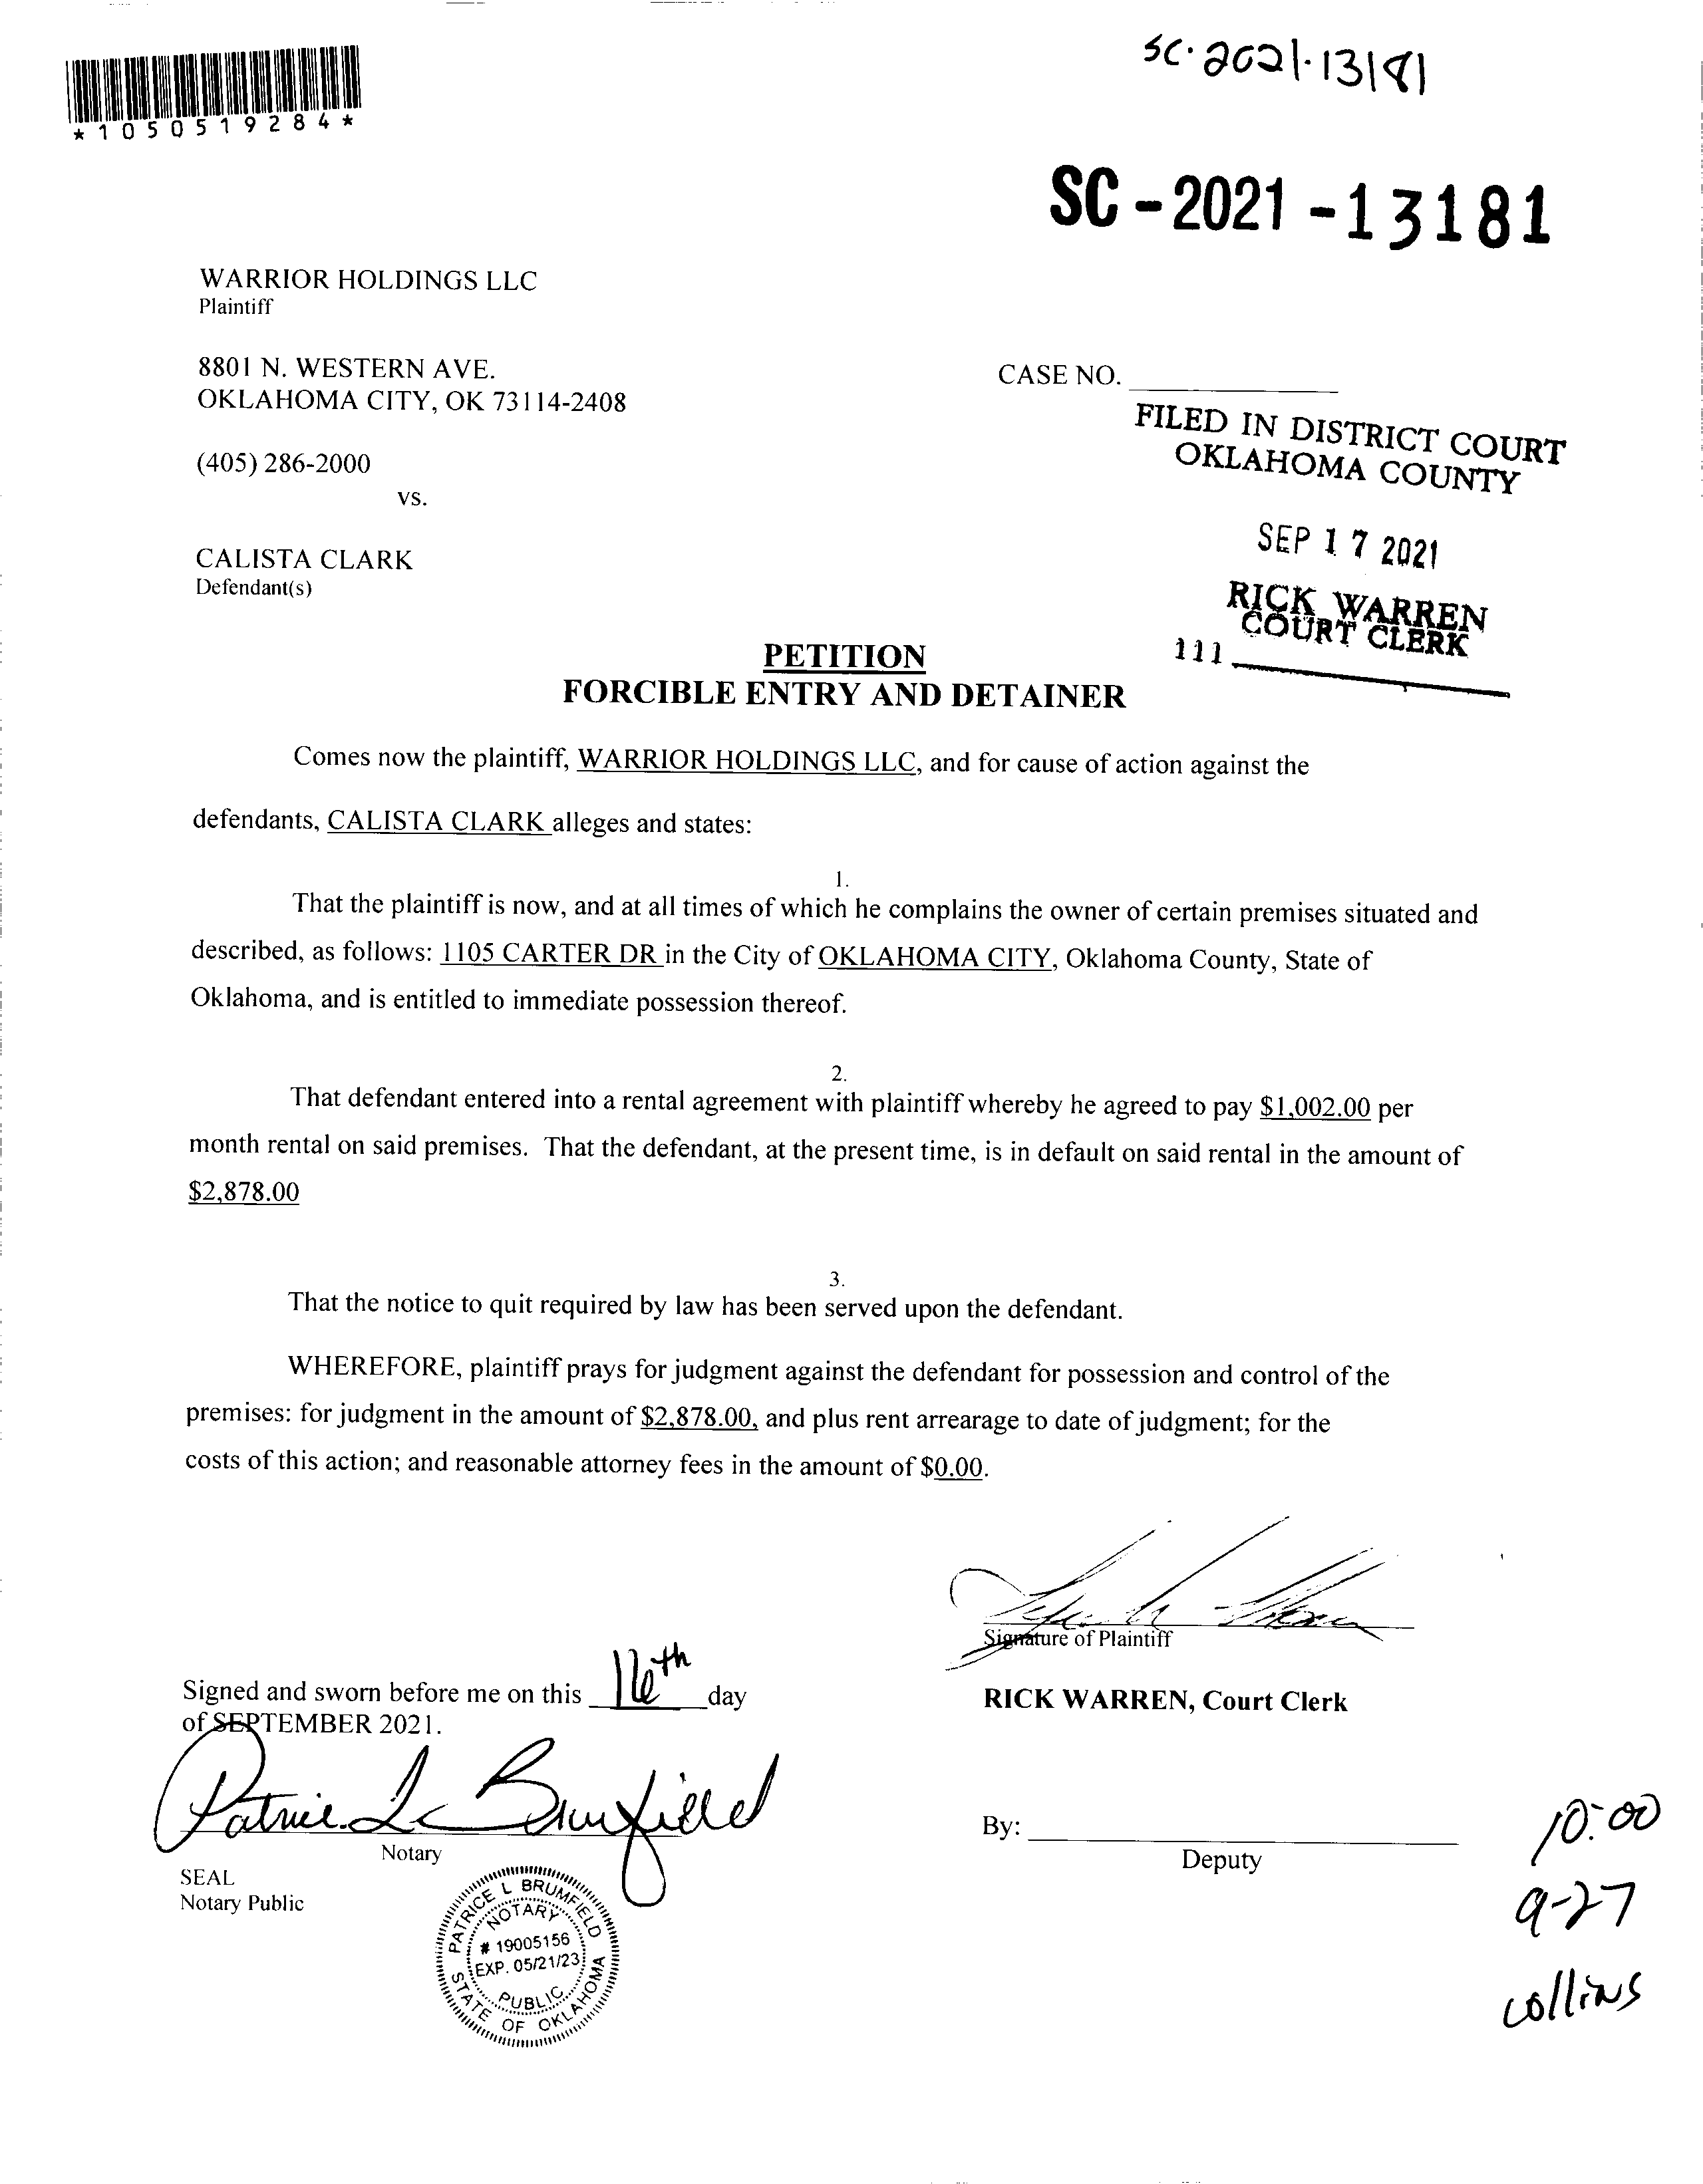 SC-2021-13181
*1050519284*
SC-2021-13181
WARRIOR HOLDINGS LLC
Plaintiff
8801 N. WESTERN AVE.
OKLAHOMA CITY, OK 73114-2408
CASE NO.
FILED IN DISTRICT COURT
OKLAHOMA COUNTY
(405) 286-2000
vs.
SEP 17 2021
CALISTA CLARK
Defendant(s)
RICK WARREN
COURT CLERK
111
PETITION
FORCIBLE ENTRY AND DETAINER
Comes now the plaintiff, WARRIOR HOLDINGS LLC, and for cause of action against the
defendants, CALISTA CLARK alleges and states:
1.
That the plaintiff is now, and at all times of which he complains the owner of certain premises situated and
described, as follows: 1105 CARTER DR in the City of OKLAHOMA CITY, Oklahoma County, State of
Oklahoma, and is entitled to immediate possession thereof.
2.
That defendant entered into a rental agreement with plaintiff whereby he agreed to pay $1,002.00 per
month rental on said premises. That the defendant, at the present time, is in default on said rental in the amount of
$2,878.00
3.
That the notice to quit required by law has been served upon the defendant.
WHEREFORE, plaintiff prays for judgment against the defendant for possession and control of the
premises: for judgment in the amount of $2,878.00, and plus rent arrearage to date of judgment; for the
costs of this action; and reasonable attorney fees in the amount of $0.00.
Signature of Plaintiff
Signed and sworn before me on this 16th day
of SEPTEMBER 2021.
RICK WARREN, Court Clerk
Patrice L Brumfield
Notary
By:
Deputy
SEAL
Notary Public
PATRICE L BRUMFIELD
NOTARY
# 19005156
EXP. 05/21/23
PUBLIC
STATE OF OKLAHOMA
10:00
9-27
collins